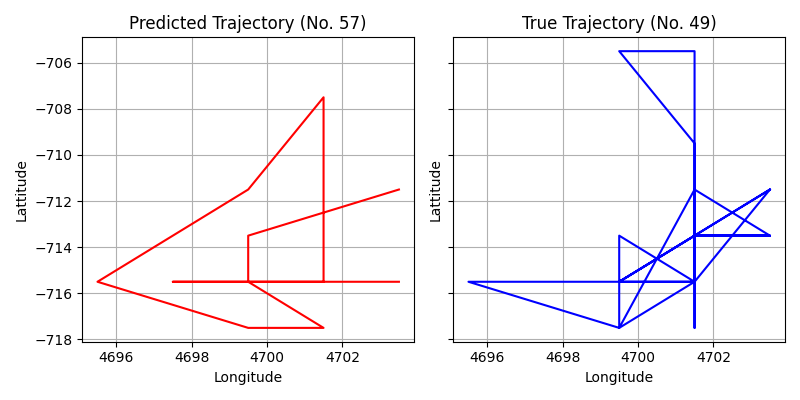 Predicted Trajectory (No. 57)
True Trajectory (No. 49)
Lattitude
−706
−708
−710
−712
−714
−716
−718
4696
4698
4700
4702
Longitude
Lattitude
4696
4698
4700
4702
Longitude